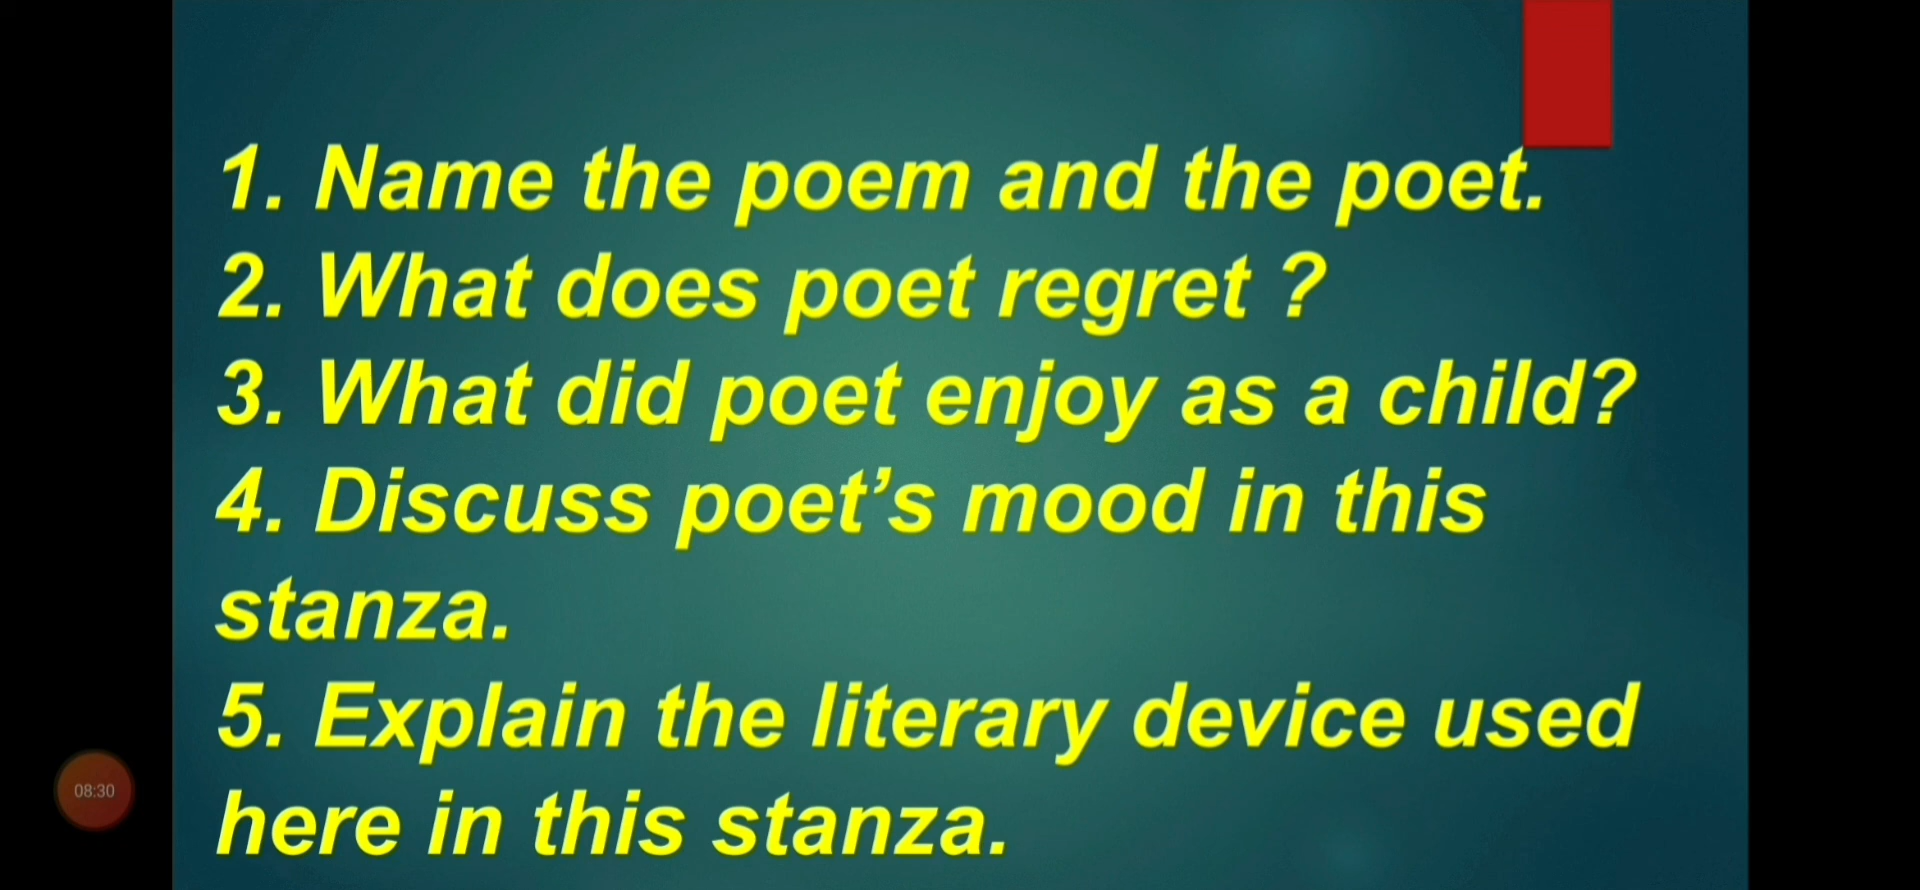 1. Name the poem and the poet.
2. What does poet regret ?
3. What did poet enjoy as a child?
4. Discuss poet’s mood in this
stanza.
5. Explain the literary device used
here in this stanza.
08:30